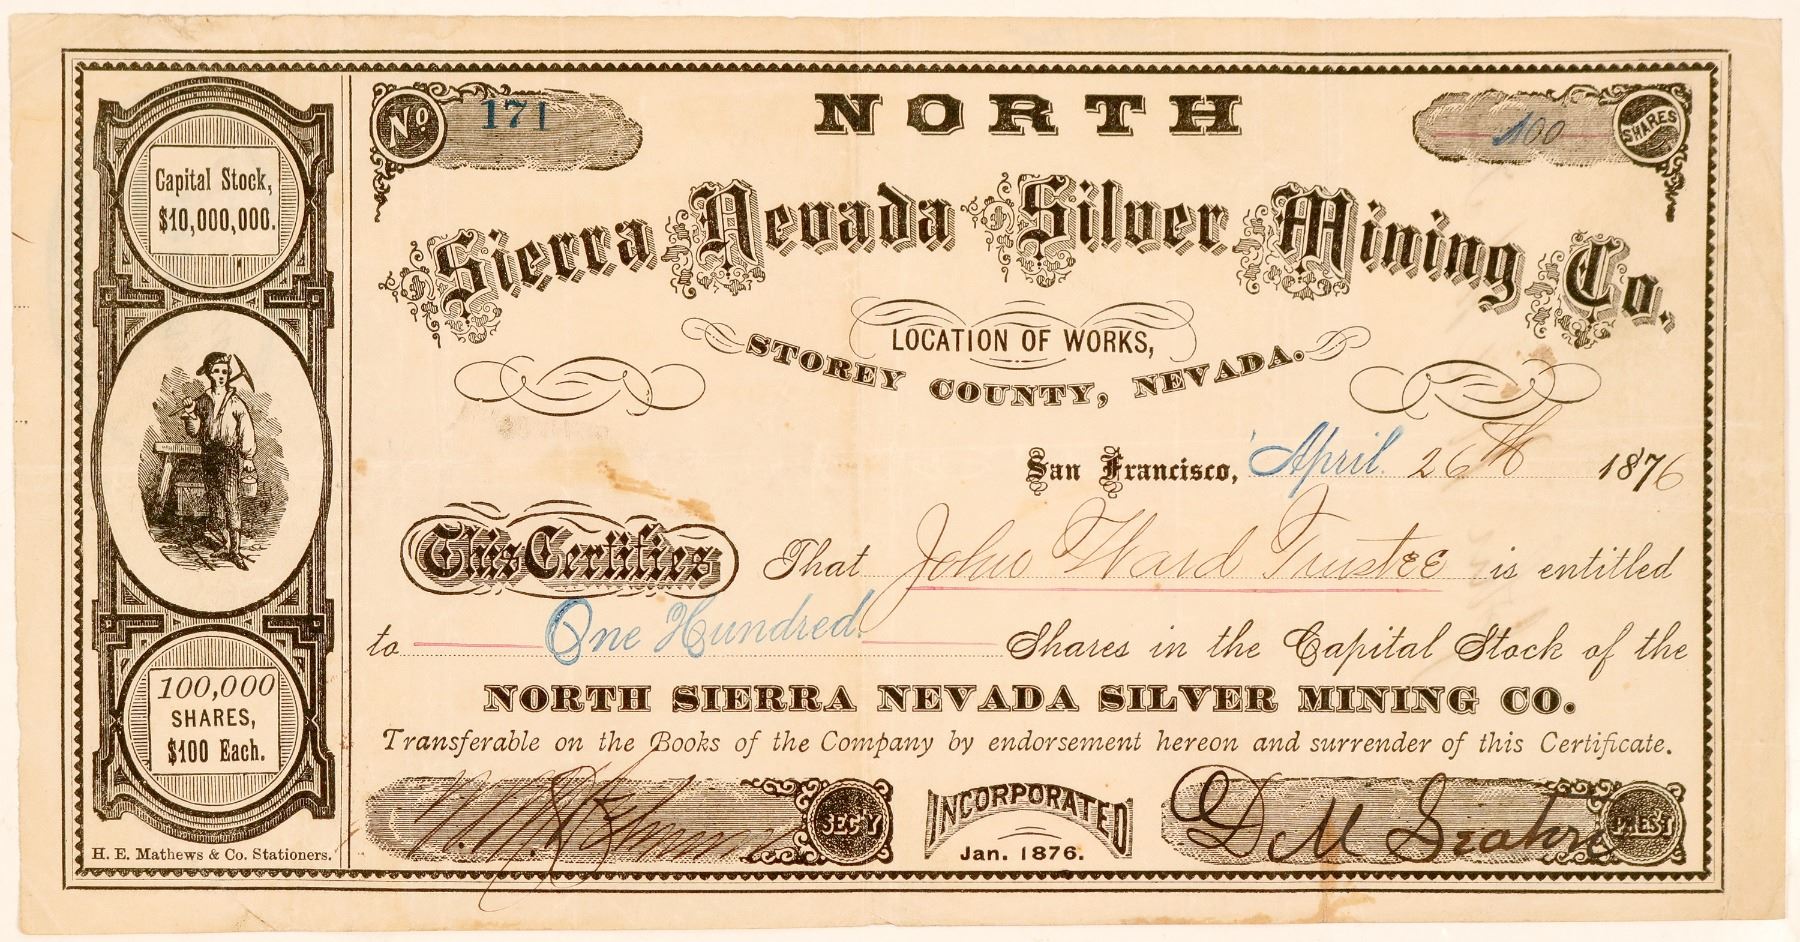 Capital Stock,
$10,000,000.
100,000
SHARES,
$100 Each.
H. E. Mathews & Co. Stationers.
No. 171
100 SHARES
NORTH
Sierra Nevada Silver Mining Co.
LOCATION OF WORKS,
STOREY COUNTY, NEVADA.
San Francisco, April 26th 1876
This Certifies That John Ward Trustee is entitled
to One Hundred Shares in the Capital Stock of the
NORTH SIERRA NEVADA SILVER MINING CO.
Transferable on the Books of the Company by endorsement hereon and surrender of this Certificate.
SEC'Y
INCORPORATED
Jan. 1876.
D M PREST